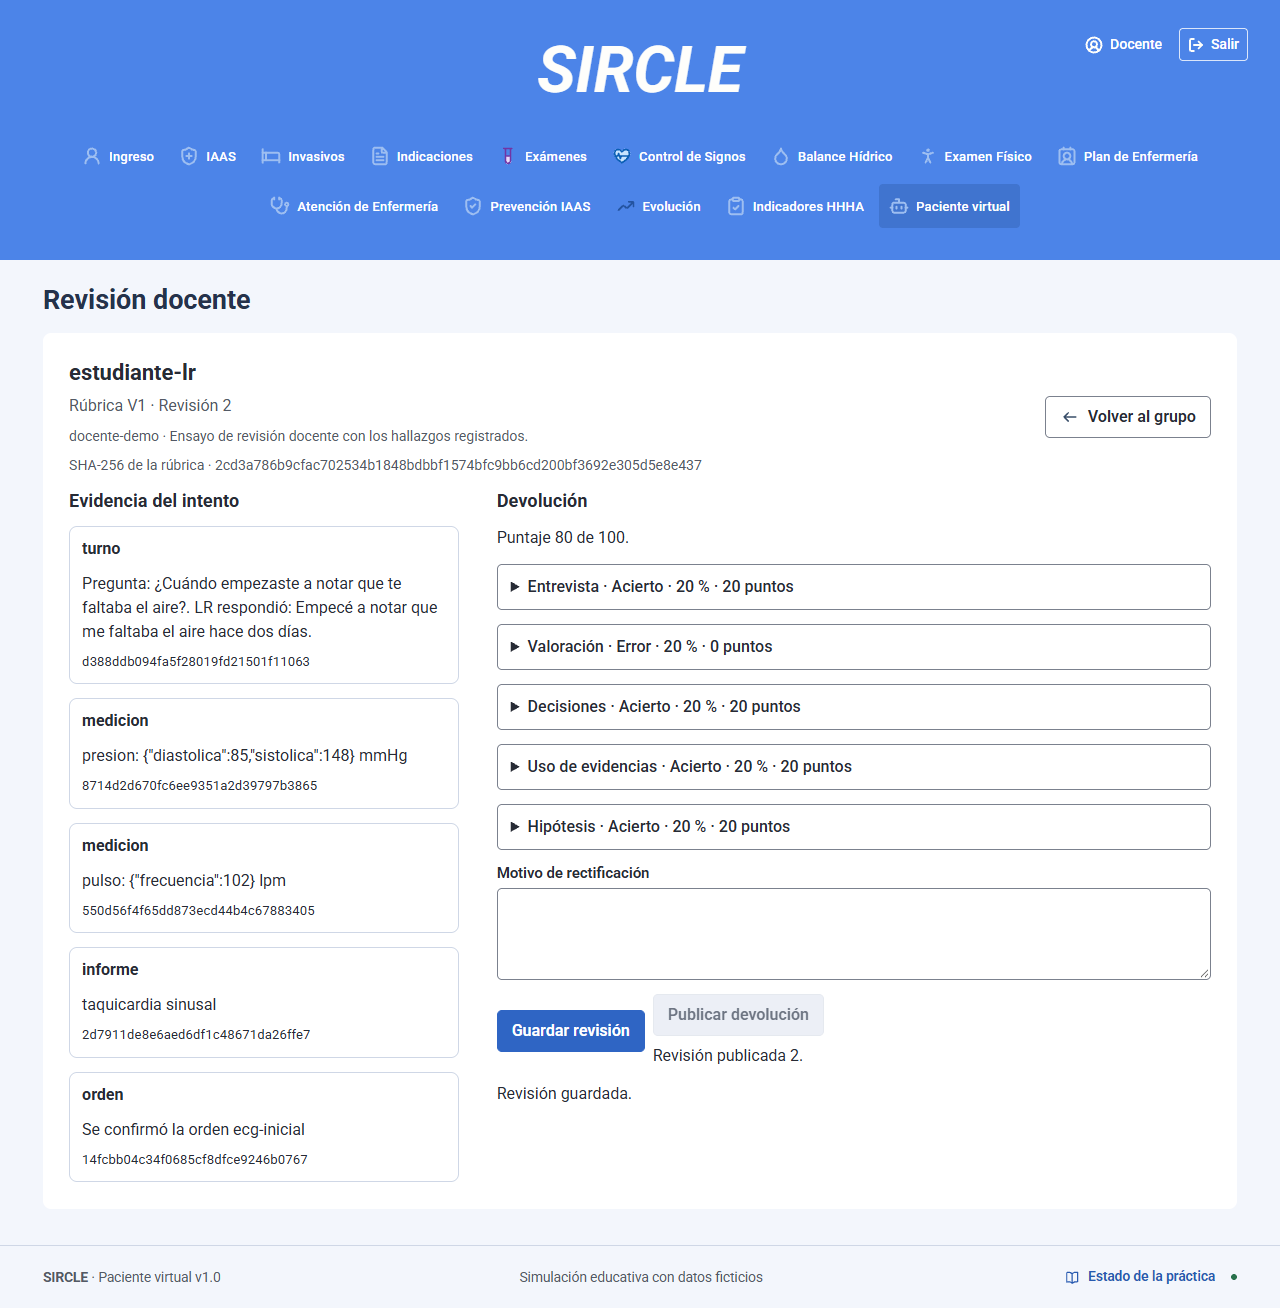 SIRCLE
Docente
Salir
Ingreso
IAAS
Invasivos
Indicaciones
Exámenes
Control de Signos
Balance Hídrico
Examen Físico
Plan de Enfermería
Atención de Enfermería
Prevención IAAS
Evolución
Indicadores HHHA
Paciente virtual
Revisión docente
estudiante-lr
Rúbrica V1 · Revisión 2
docente-demo · Ensayo de revisión docente con los hallazgos registrados.
SHA-256 de la rúbrica · 2cd3a786b9cfac702534b1848bdbbf1574bfc9bb6cd200bf3692e305d5e8e437
Volver al grupo
Evidencia del intento
turno
Pregunta: ¿Cuándo empezaste a notar que te
faltaba el aire?. LR respondió: Empecé a notar que
me faltaba el aire hace dos días.
d388ddb094fa5f28019fd21501f11063
medicion
presion: {"diastolica":85,"sistolica":148} mmHg
8714d2d670fc6ee9351a2d39797b3865
medicion
pulso: {"frecuencia":102} lpm
550d56f4f65dd873ecd44b4c67883405
informe
taquicardia sinusal
2d7911de8e6aed6df1c48671da26ffe7
orden
Se confirmó la orden ecg-inicial
14fcbb04c34f0685cf8dfce9246b0767
Devolución
Puntaje 80 de 100.
Entrevista · Acierto · 20 % · 20 puntos
Valoración · Error · 20 % · 0 puntos
Decisiones · Acierto · 20 % · 20 puntos
Uso de evidencias · Acierto · 20 % · 20 puntos
Hipótesis · Acierto · 20 % · 20 puntos
Motivo de rectificación
Guardar revisión
Publicar devolución
Revisión publicada 2.
Revisión guardada.
SIRCLE · Paciente virtual v1.0
Simulación educativa con datos ficticios
Estado de la práctica